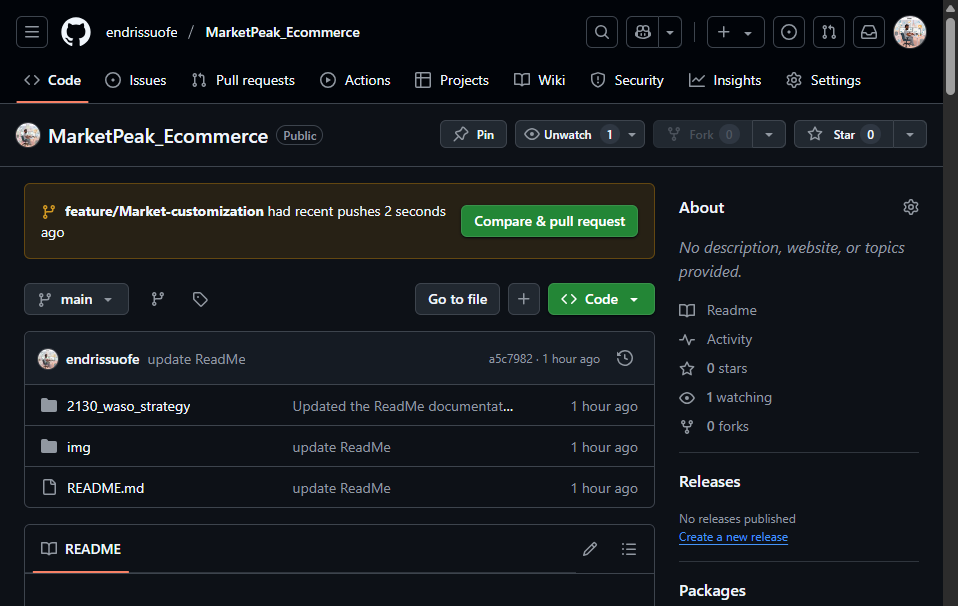 endrissuofe / MarketPeak_Ecommerce
Code Issues Pull requests Actions Projects Wiki Security Insights Settings
MarketPeak_Ecommerce Public Pin Unwatch 1 Fork 0 Star 0
feature/Market-customization had recent pushes 2 seconds
ago
Compare & pull request
main Go to file Code
endrissuofe update ReadMe a5c7982 · 1 hour ago
2130_waso_strategy Updated the ReadMe documentat... 1 hour ago
img update ReadMe 1 hour ago
README.md update ReadMe 1 hour ago
README
About
No description, website, or topics
provided.
Readme
Activity
0 stars
1 watching
0 forks
Releases
No releases published
Create a new release
Packages